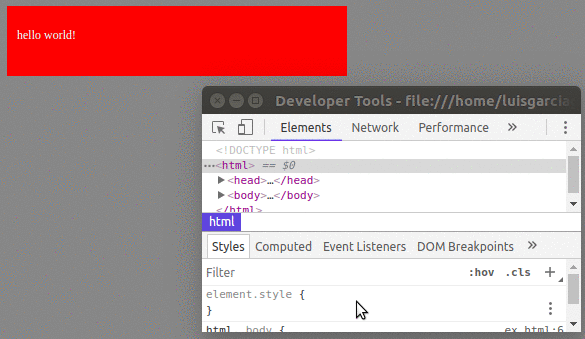 hello world!
Developer Tools - file:///home/luisgarcia
Elements Network Performance »
<!DOCTYPE html>
…<html> == $0
<head>…</head>
<body>…</body>
</html>
html
Styles Computed Event Listeners DOM Breakpoints »
Filter :hov .cls +
element.style {
}
html, body { ex.html:6